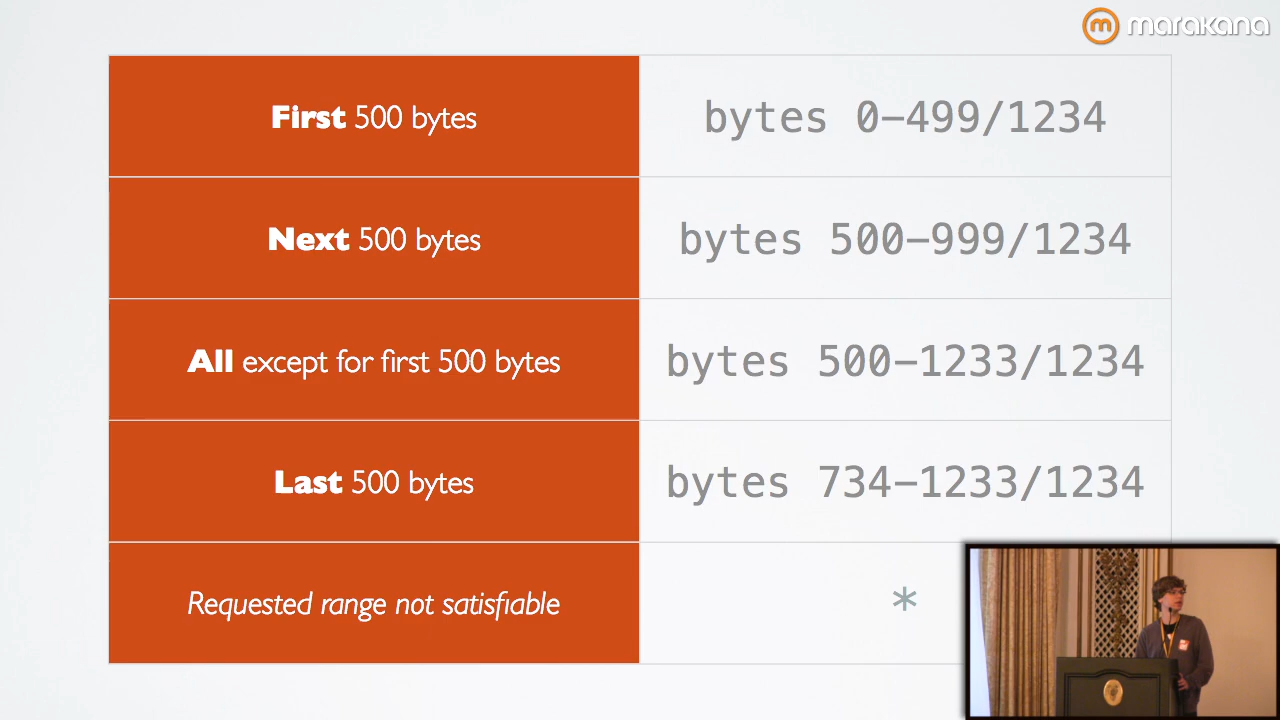 marakana
First 500 bytes
bytes 0-499/1234
Next 500 bytes
bytes 500-999/1234
All except for first 500 bytes
bytes 500-1233/1234
Last 500 bytes
bytes 734-1233/1234
Requested range not satisfiable
*